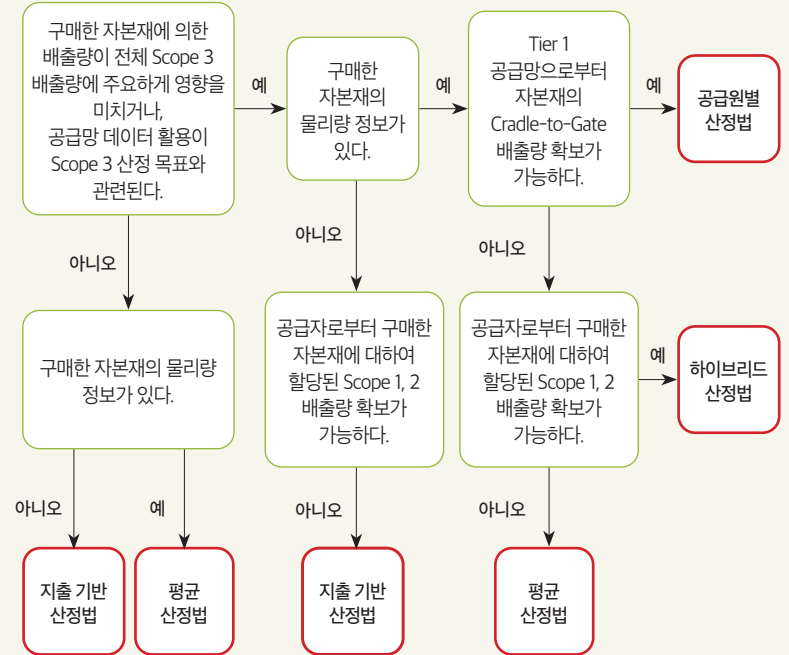 구매한 자본재에 의한
배출량이 전체 Scope 3
배출량에 주요하게 영향을
미치거나,
공급망 데이터 활용이
Scope 3 산정 목표와
관련된다.
예
구매한
자본재의
물리량 정보가
있다.
예
Tier 1
공급망으로부터
자본재의
Cradle-to-Gate
배출량 확보가
가능하다.
예
공급원별
산정법
아니오
아니오
아니오
구매한 자본재의 물리량
정보가 있다.
공급자로부터 구매한
자본재에 대하여
할당된 Scope 1, 2
배출량 확보가
가능하다.
공급자로부터 구매한
자본재에 대하여
할당된 Scope 1, 2
배출량 확보가
가능하다.
예
하이브리드
산정법
아니오
예
아니오
아니오
지출 기반
산정법
평균
산정법
지출 기반
산정법
평균
산정법